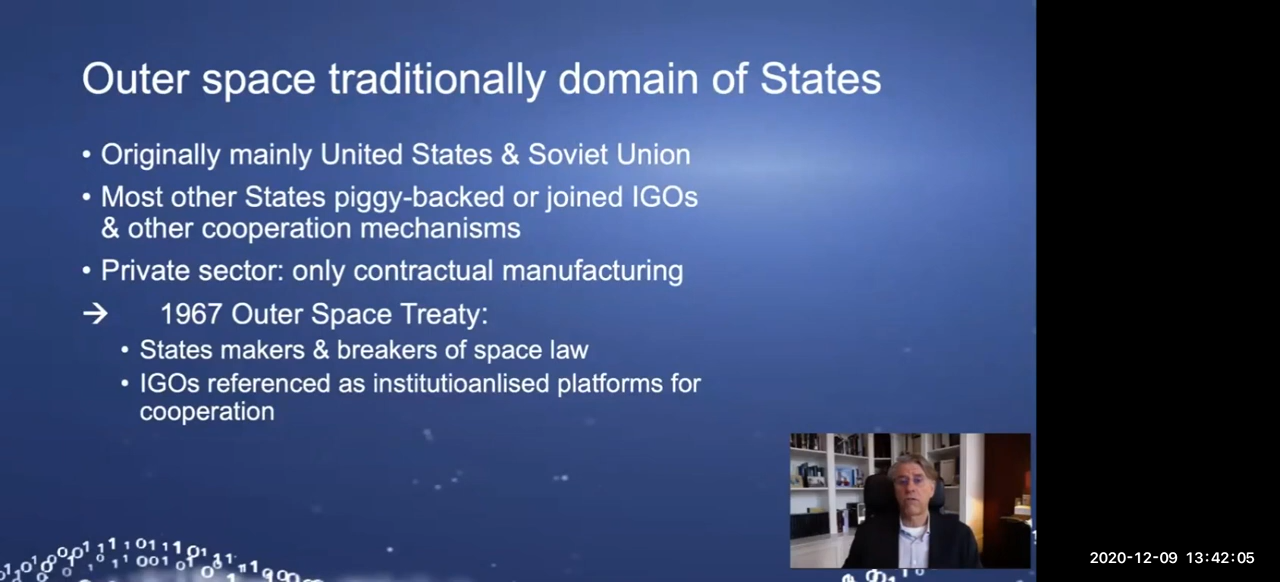 Outer space traditionally domain of States
• Originally mainly United States & Soviet Union
• Most other States piggy-backed or joined IGOs
& other cooperation mechanisms
• Private sector: only contractual manufacturing
→ 1967 Outer Space Treaty:
• States makers & breakers of space law
• IGOs referenced as institutioanlised platforms for
cooperation
2020-12-09 13:42:05